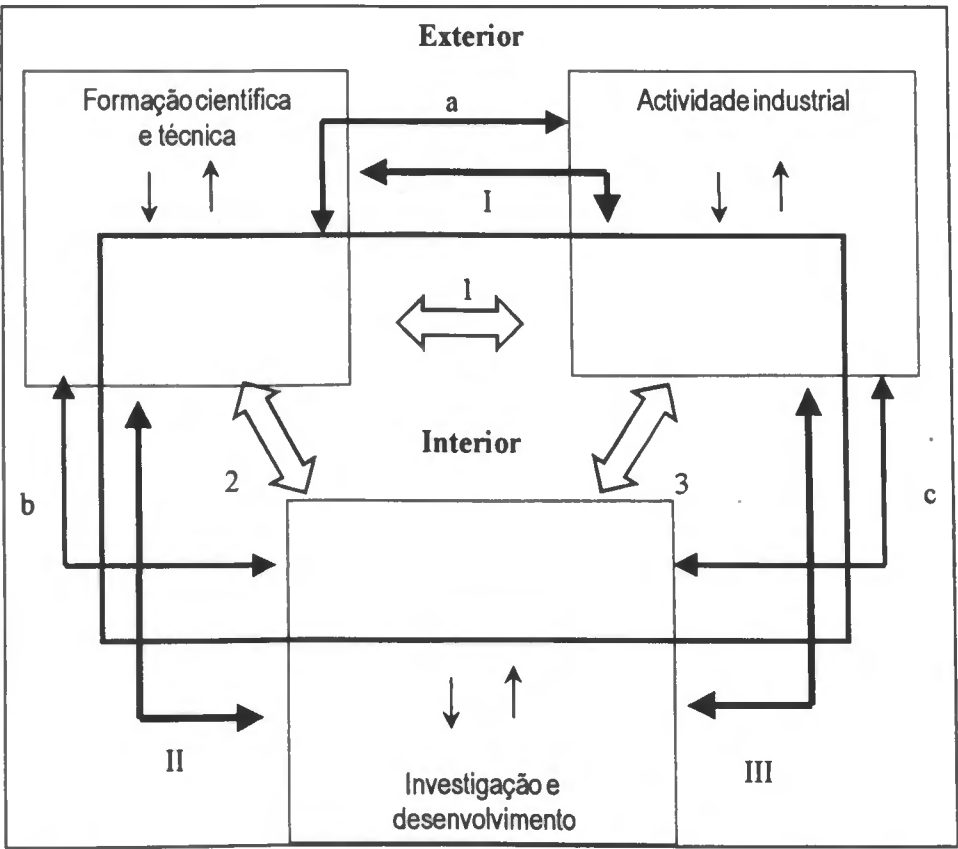 Exterior
Formação científica
e técnica
a
Actividade industrial
I
1
Interior
2
3
b
c
II
III
Investigação e
desenvolvimento